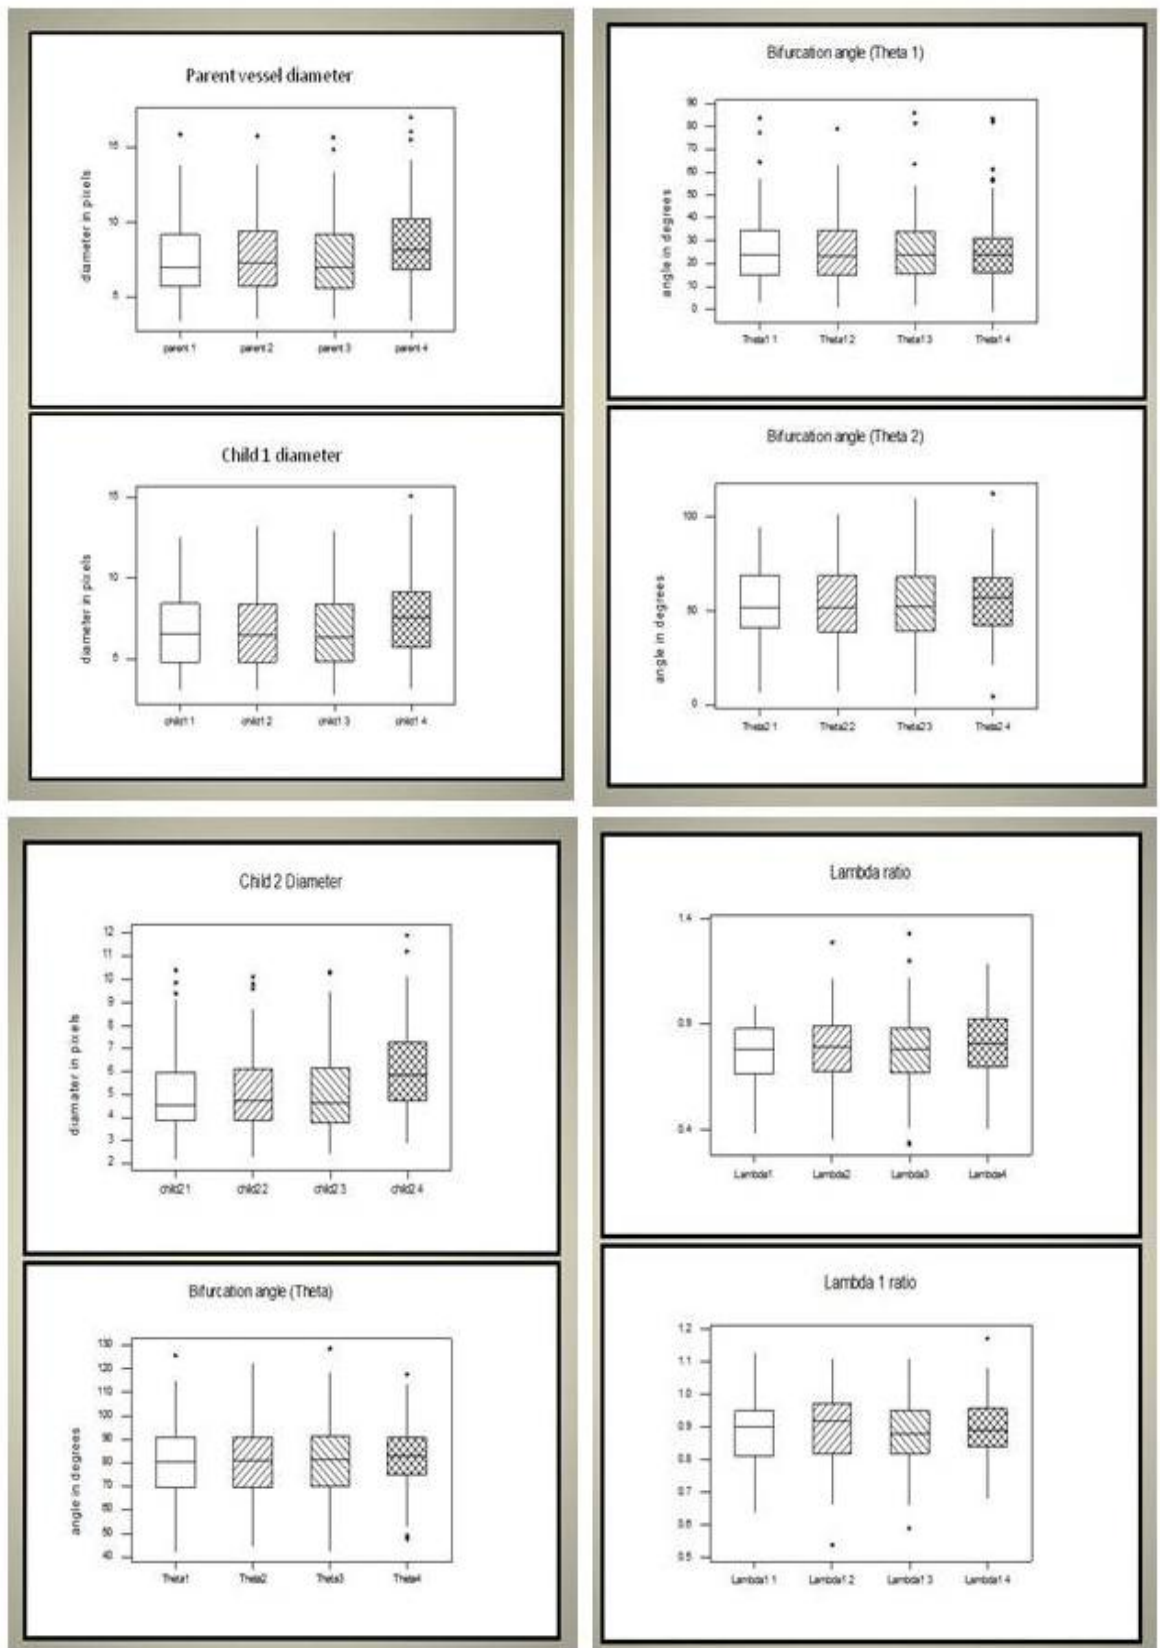 Parent vessel diameter
diameter in pixels
15
10
5
parent 1 parent 2 parent 3 parent 4
Child 1 diameter
diameter in pixels
15
10
5
child1 1 child1 2 child1 3 child1 4
Bifurcation angle (Theta 1)
angle in degrees
90
80
70
60
50
40
30
20
10
0
Theta1 1 Theta1 2 Theta1 3 Theta1 4
Bifurcation angle (Theta 2)
angle in degrees
100
50
0
Theta2 1 Theta2 2 Theta2 3 Theta2 4
Child 2 Diameter
diamater in pixels
12
11
10
9
8
7
6
5
4
3
2
child2 1 child2 2 child2 3 child2 4
Bifurcation angle (Theta)
angle in degrees
130
120
110
100
90
80
70
60
50
40
Theta1 Theta2 Theta3 Theta4
Lambda ratio
1.4
0.9
0.4
Lambda1 Lambda2 Lambda3 Lambda4
Lambda 1 ratio
1.2
1.1
1.0
0.9
0.8
0.7
0.6
0.5
Lambda1 1 Lambda1 2 Lambda1 3 Lambda1 4